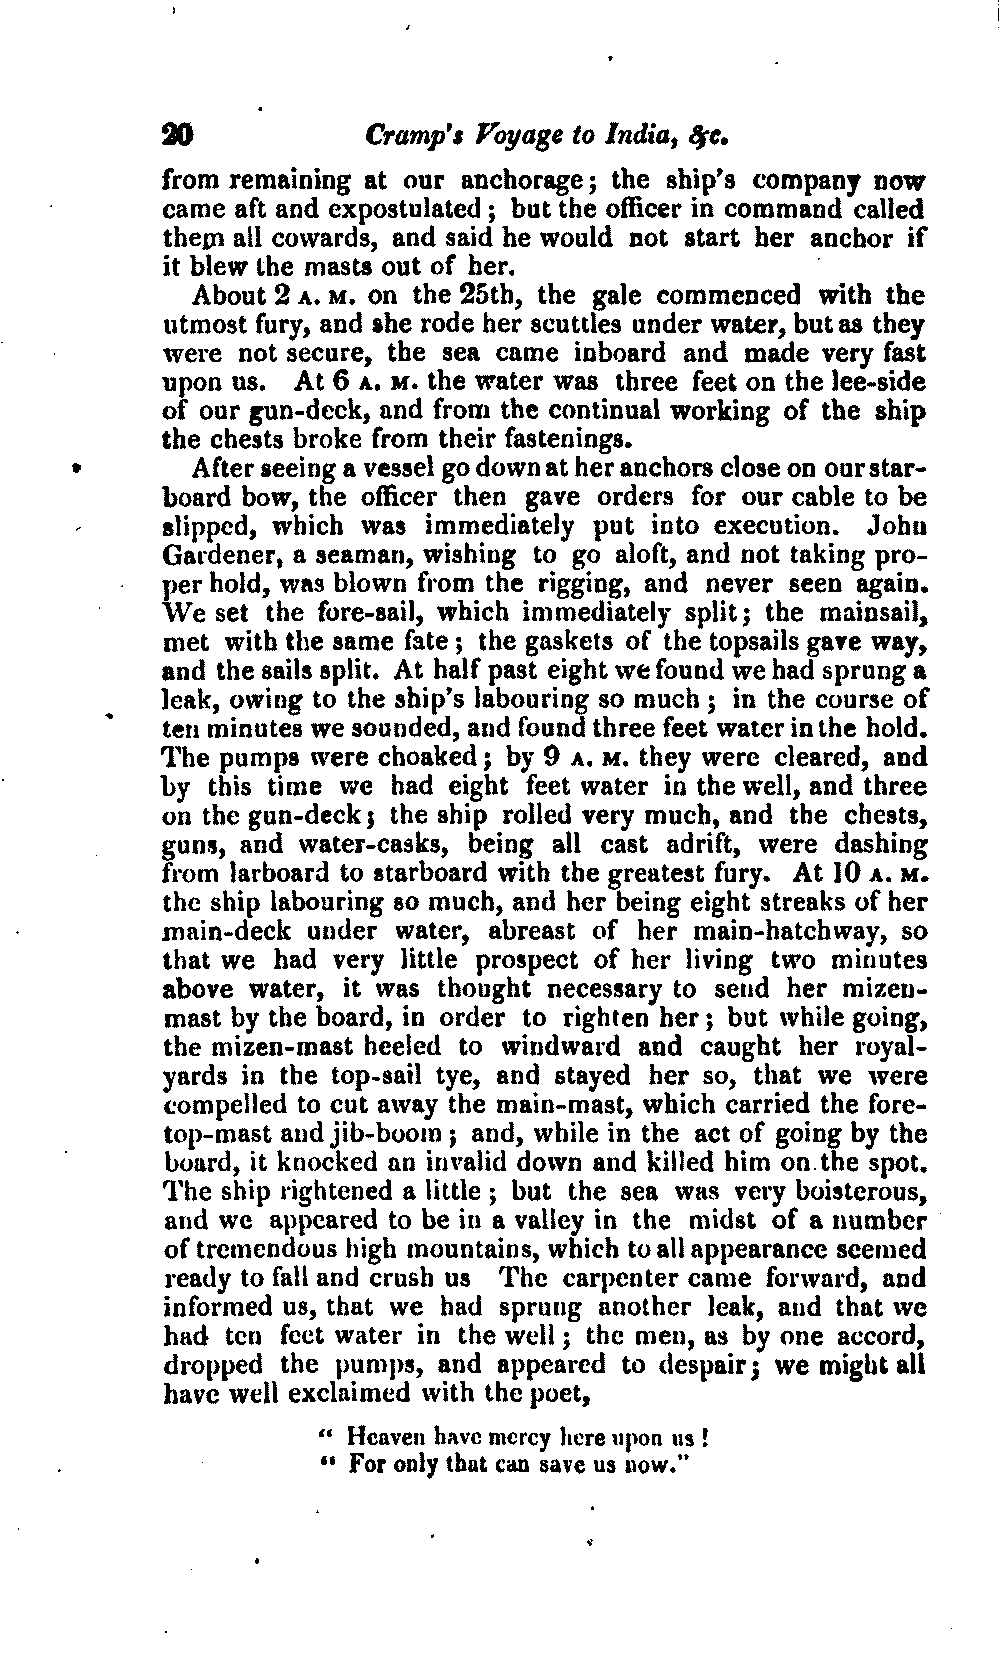 20 Cramp's Voyage to India, &c.
from remaining at our anchorage; the ship's company now
came aft and expostulated; but the officer in command called
them all cowards, and said he would not start her anchor if
it blew the masts out of her.
About 2 A. M. on the 25th, the gale commenced with the
utmost fury, and she rode her scuttles under water, but as they
were not secure, the sea came inboard and made very fast
upon us. At 6 A. M. the water was three feet on the lee-side
of our gun-deck, and from the continual working of the ship
the chests broke from their fastenings.
After seeing a vessel go down at her anchors close on our star-
board bow, the officer then gave orders for our cable to be
slipped, which was immediately put into execution. John
Gardener, a seaman, wishing to go aloft, and not taking pro-
per hold, was blown from the rigging, and never seen again.
We set the fore-sail, which immediately split; the mainsail,
met with the same fate; the gaskets of the topsails gave way,
and the sails split. At half past eight we found we had sprung a
leak, owing to the ship's labouring so much; in the course of
ten minutes we sounded, and found three feet water in the hold.
The pumps were choaked; by 9 A. M. they were cleared, and
by this time we had eight feet water in the well, and three
on the gun-deck; the ship rolled very much, and the chests,
guns, and water-casks, being all cast adrift, were dashing
from larboard to starboard with the greatest fury. At 10 A. M.
the ship labouring so much, and her being eight streaks of her
main-deck under water, abreast of her main-hatchway, so
that we had very little prospect of her living two minutes
above water, it was thought necessary to send her mizen-
mast by the board, in order to righten her; but while going,
the mizen-mast heeled to windward and caught her royal-
yards in the top-sail tye, and stayed her so, that we were
compelled to cut away the main-mast, which carried the fore-
top-mast and jib-boom; and, while in the act of going by the
board, it knocked an invalid down and killed him on the spot.
The ship rightened a little; but the sea was very boisterous,
and we appeared to be in a valley in the midst of a number
of tremendous high mountains, which to all appearance seemed
ready to fall and crush us The carpenter came forward, and
informed us, that we had sprung another leak, and that we
had ten feet water in the well; the men, as by one accord,
dropped the pumps, and appeared to despair; we might all
have well exclaimed with the poet,
“ Heaven have mercy here upon us!
“ For only that can save us now.”